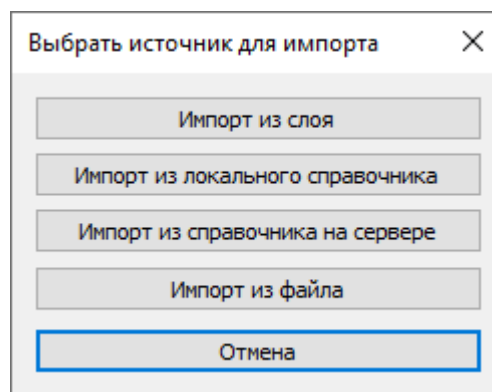 Выбрать источник для импорта
Импорт из слоя
Импорт из локального справочника
Импорт из справочника на сервере
Импорт из файла
Отмена